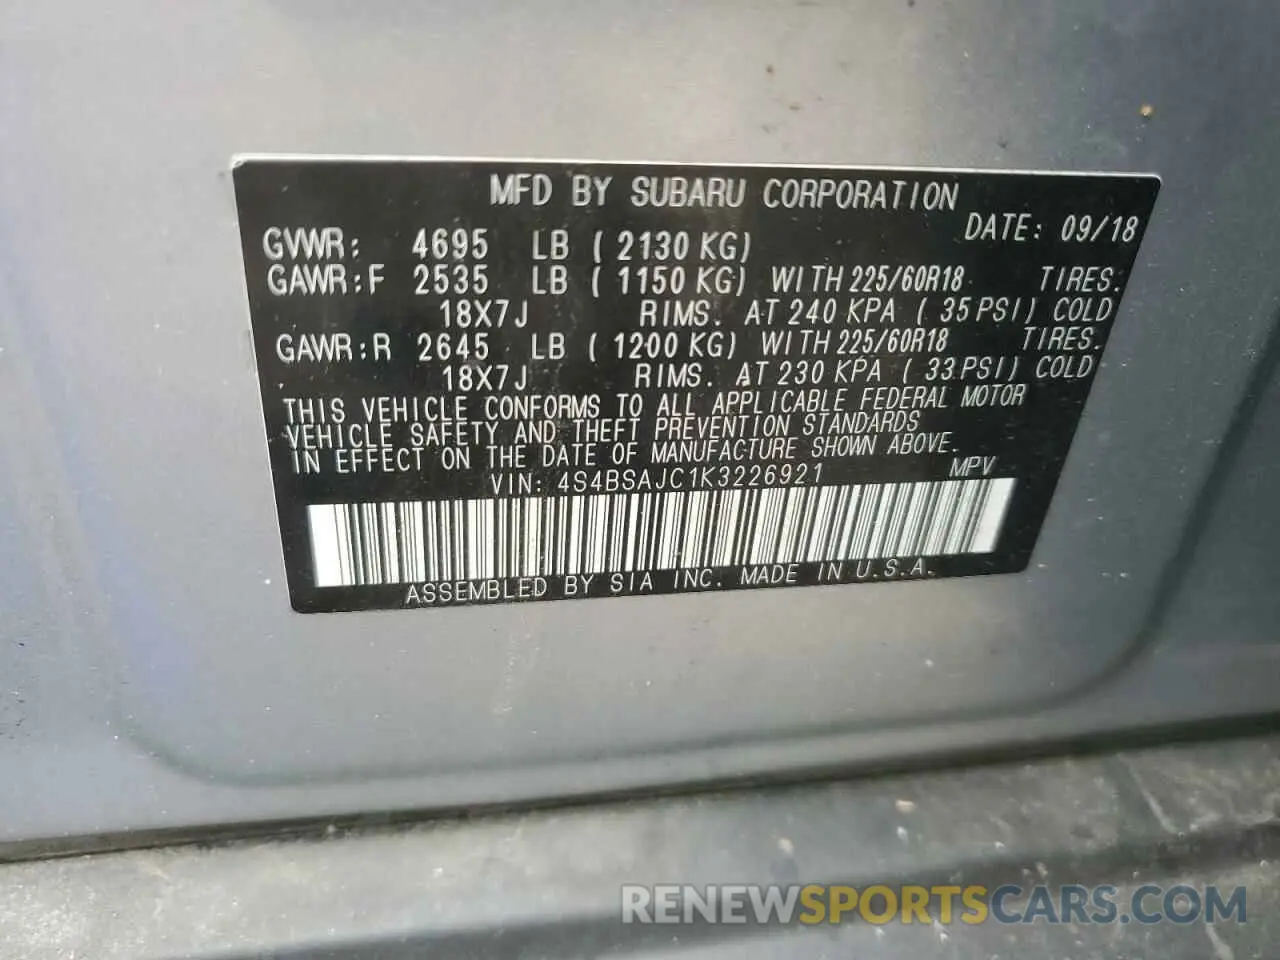 MFD BY SUBARU CORPORATION
DATE: 09/18
GVWR: 4695 LB ( 2130 KG)
GAWR:F 2535 LB ( 1150 KG) WITH 225/60R18 TIRES.
18X7J RIMS. AT 240 KPA ( 35 PSI) COLD
GAWR:R 2645 LB ( 1200 KG) WITH 225/60R18 TIRES.
18X7J RIMS. AT 230 KPA ( 33 PSI) COLD
THIS VEHICLE CONFORMS TO ALL APPLICABLE FEDERAL MOTOR
VEHICLE SAFETY AND THEFT PREVENTION STANDARDS
IN EFFECT ON THE DATE OF MANUFACTURE SHOWN ABOVE.
VIN: 4S4BSAJC1K3226921 MPV
ASSEMBLED BY SIA INC. MADE IN U.S.A.
RENEWSPORTSCARS.COM